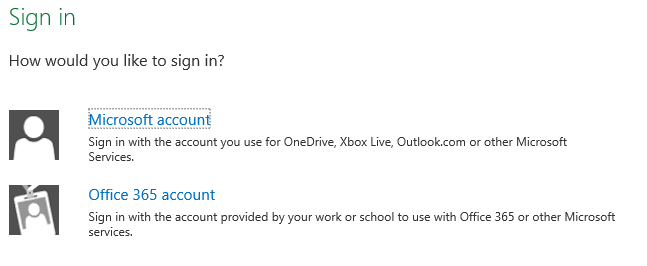 Sign in
How would you like to sign in?
Microsoft account
Sign in with the account you use for OneDrive, Xbox Live, Outlook.com or other Microsoft
Services.
Office 365 account
Sign in with the account provided by your work or school to use with Office 365 or other Microsoft
services.